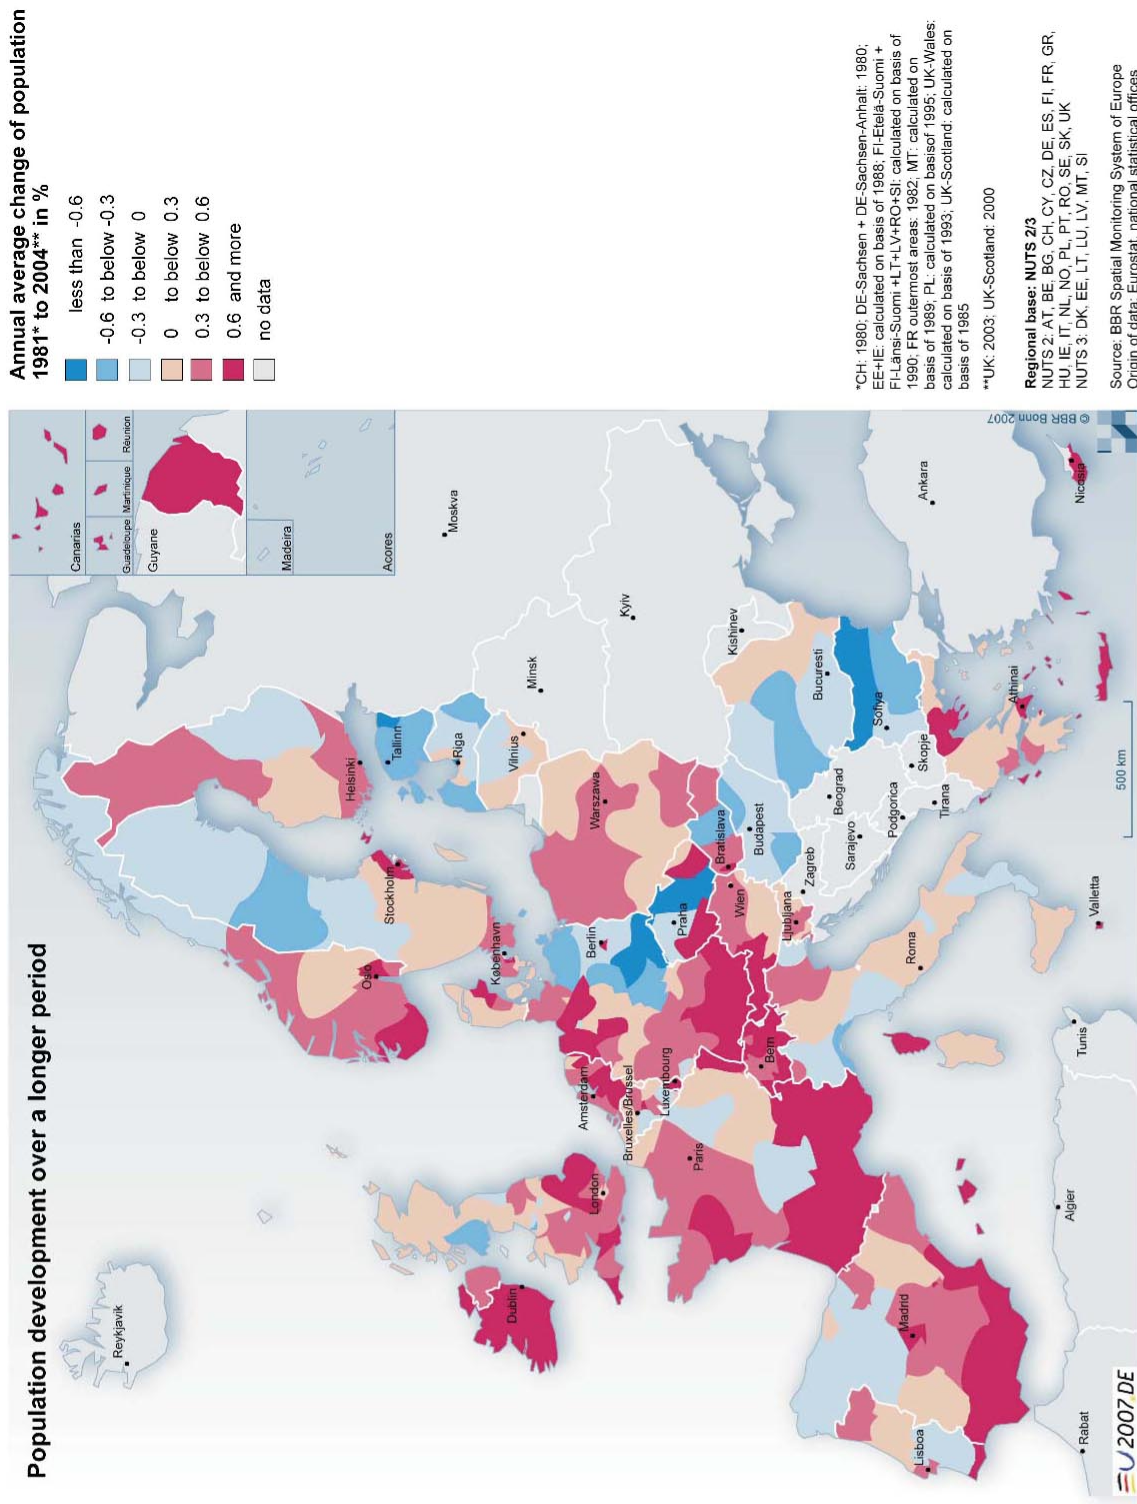 Population development over a longer period
Annual average change of population
1981* to 2004** in %
less than -0.6
-0.6 to below -0.3
-0.3 to below 0
0 to below 0.3
0.3 to below 0.6
0.6 and more
no data
Canarias
Guadeloupe
Martinique
Réunion
Guyane
Madeira
Acores
Reykjavik
Oslo
Stockholm
Helsinki
Tallinn
Riga
Vilnius
Minsk
Moskva
Kyiv
Kishinev
København
Dublin
London
Amsterdam
Bruxelles/Brüssel
Luxembourg
Paris
Berlin
Warszawa
Praha
Bratislava
Wien
Budapest
Bern
Ljubljana
Zagreb
Beograd
Bucuresti
Sarajevo
Podgorica
Skopje
Sofiya
Tirana
Roma
Madrid
Lisboa
Athinai
Ankara
Nicosia
Valletta
Tunis
Algier
Rabat
500 km
© BBR Bonn 2007
EU2007.DE
*CH: 1980; DE-Sachsen + DE-Sachsen-Anhalt: 1980;
EE+IE: calculated on basis of 1988; FI-Etelä-Suomi +
FI-Länsi-Suomi +LT+LV+RO+SI: calculated on basis of
1990; FR outermost areas: 1982; MT: calculated on
basis of 1989; PL: calculated on basisof 1995; UK-Wales:
calculated on basis of 1993; UK-Scotland: calculated on
basis of 1985
**UK: 2003; UK-Scotland: 2000
Regional base: NUTS 2/3
NUTS 2: AT, BE, BG, CH, CY, CZ, DE, ES, FI, FR, GR,
HU, IE, IT, NL, NO, PL, PT, RO, SE, SK, UK
NUTS 3: DK, EE, LT, LU, LV, MT, SI
Source: BBR Spatial Monitoring System of Europe
Origin of data: Eurostat, national statistical offices